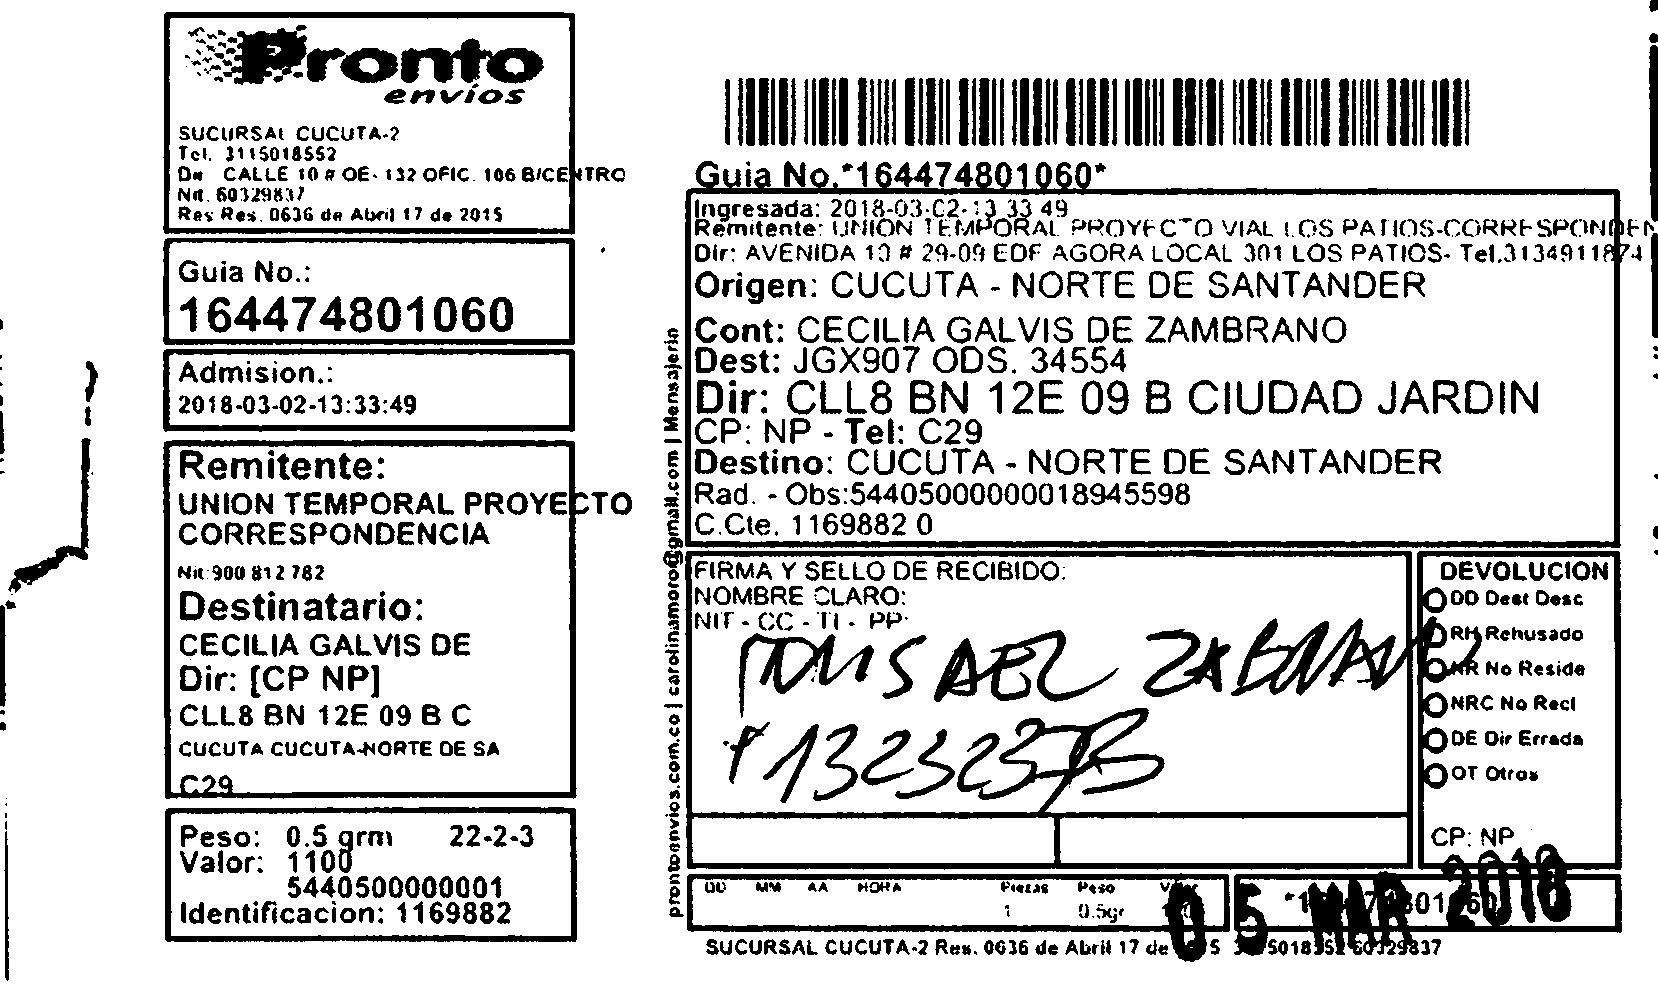 Pronto
envíos
SUCURSAL CUCUTA-2
Tel. 3115018552
CALLE 10 # OE- 132 OFIC. 106 B/CENTRO
Nit. 60329837
Res Res. 0636 de Abril 17 de 2015
Guia No.:
164474801060
Admision.:
2018-03-02-13:33:49
Remitente:
UNION TEMPORAL PROYECTO
CORRESPONDENCIA
Nit:900 812 782
Destinatario:
CECILIA GALVIS DE
Dir: [CP NP]
CLL8 BN 12E 09 B C
CUCUTA CUCUTA-NORTE DE SA
C29
Peso: 0.5 grm 22-2-3
Valor: 1100
5440500000001
Identificacion: 1169882
prontoenvios.com.co | carolinamoro@gmail.com | Mensajeria
Guia No.*164474801060*
Ingresada: 2018-03-02-13 33 49
Remitente: UNION TEMPORAL PROYECTO VIAL LOS PATIOS-CORRESPONDEN
Dir: AVENIDA 10 # 29-09 EDF AGORA LOCAL 301 LOS PATIOS- Tel.3134911874
Origen: CUCUTA - NORTE DE SANTANDER
Cont: CECILIA GALVIS DE ZAMBRANO
Dest: JGX907 ODS. 34554
Dir: CLL8 BN 12E 09 B CIUDAD JARDIN
CP: NP - Tel: C29
Destino: CUCUTA - NORTE DE SANTANDER
Rad. - Obs:54405000000018945598
C.Cte. 1169882 0
FIRMA Y SELLO DE RECIBIDO:
NOMBRE CLARO:
NIT - CC - TI - PP:
ZAMBRANO
DEVOLUCION
DD Dest Desc
RH Rehusado
NR No Reside
NRC No Recl
DE Dir Errada
OT Otros
CP: NP
DD MM AA HORA Piezas Peso
1 0.5gr
05 MAR 2018
SUCURSAL CUCUTA-2 Res. 0636 de Abril 17 de 2015 3115018552 60329837